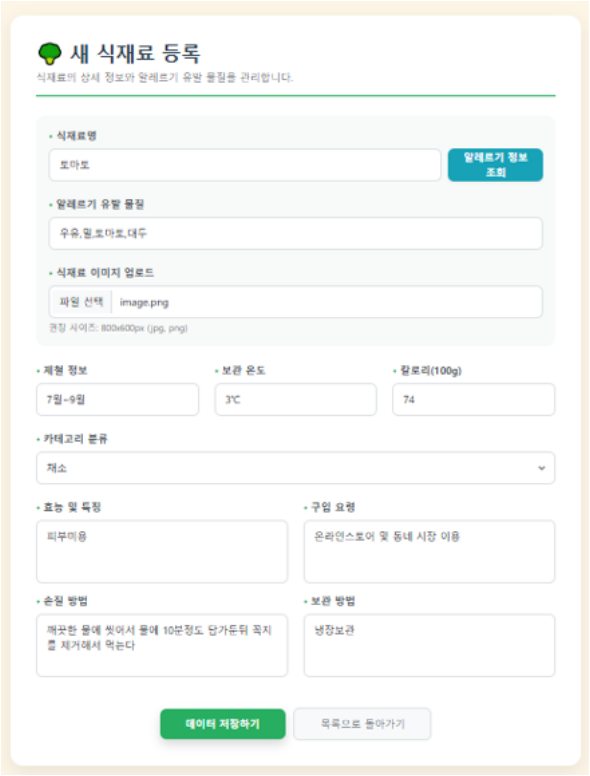 새 식재료 등록
식재료의 상세 정보와 알레르기 유발 물질을 관리합니다.
• 식재료명
토마토
알레르기 정보
조회
• 알레르기 유발 물질
우유,밀,토마토,대두
• 식재료 이미지 업로드
파일 선택 image.png
권장 사이즈: 800x600px (jpg, png)
• 제철 정보
• 보관 온도
• 칼로리(100g)
7월~9월
3℃
74
• 카테고리 분류
채소
• 효능 및 특징
• 구입 요령
피부미용
온라인스토어 및 동네 시장 이용
• 손질 방법
• 보관 방법
깨끗한 물에 씻어서 물에 10분정도 담가둔뒤 꼭지
를 제거해서 먹는다
냉장보관
데이터 저장하기
목록으로 돌아가기